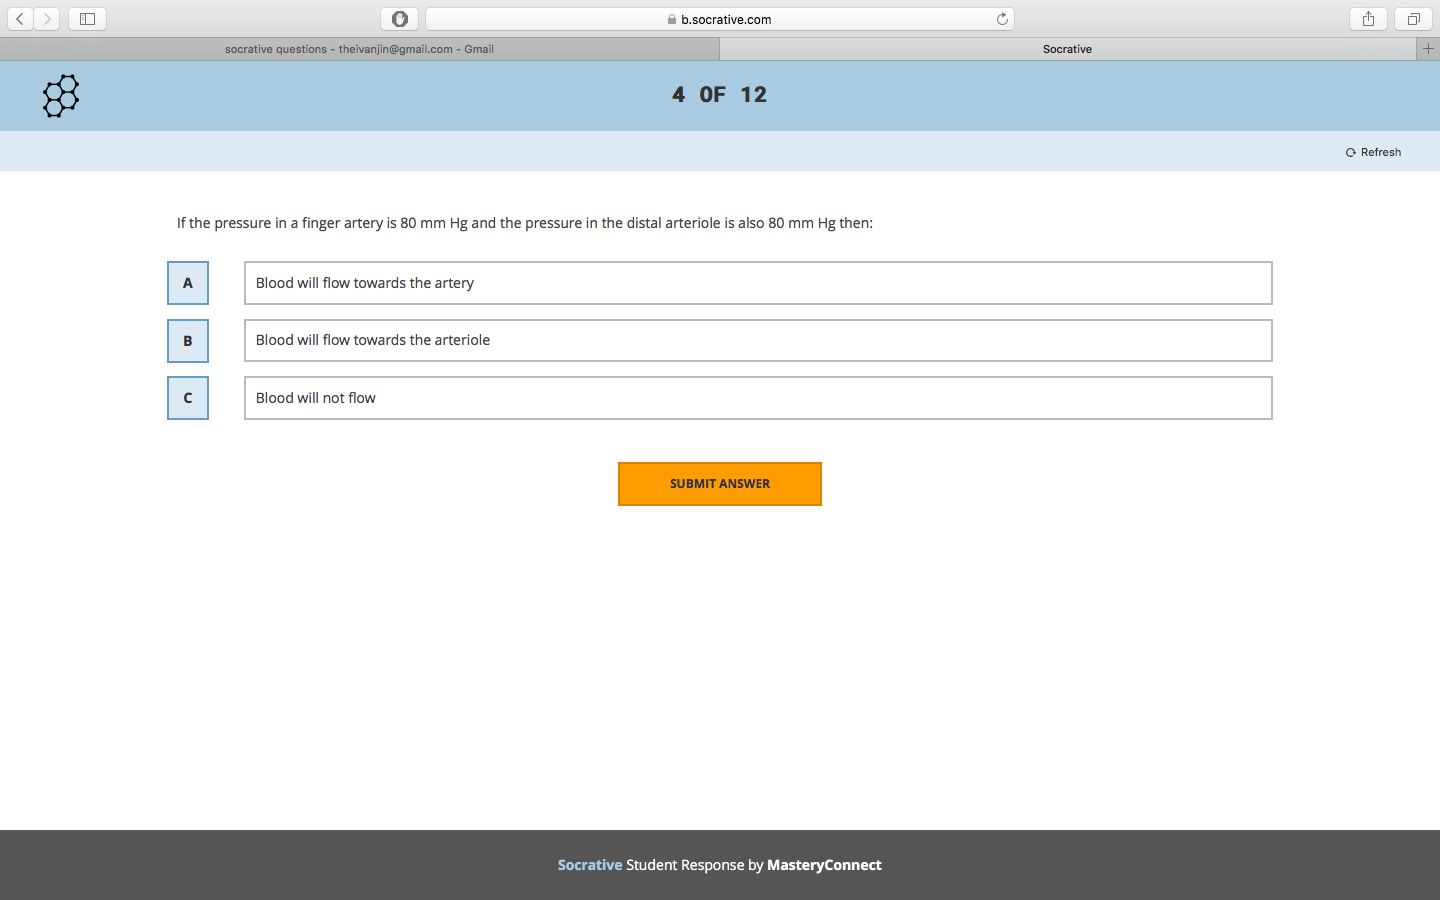 b.socrative.com
socrative questions - theivanjin@gmail.com - Gmail
Socrative
+
4 OF 12
Refresh
If the pressure in a finger artery is 80 mm Hg and the pressure in the distal arteriole is also 80 mm Hg then:
A Blood will flow towards the artery
B Blood will flow towards the arteriole
C Blood will not flow
SUBMIT ANSWER
Socrative Student Response by MasteryConnect